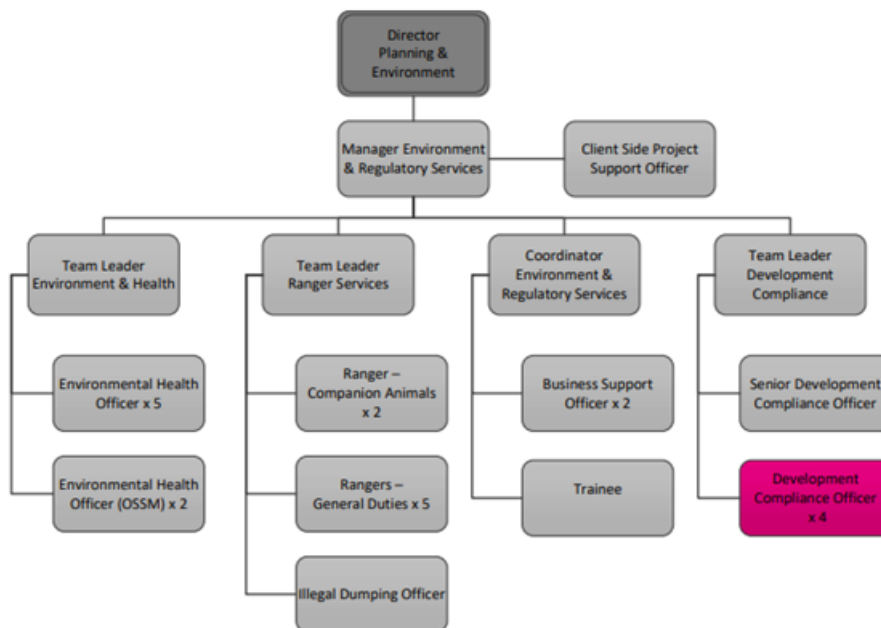 Director
Planning &
Environment
Manager Environment
& Regulatory Services
Client Side Project
Support Officer
Team Leader
Environment & Health
Team Leader
Ranger Services
Coordinator
Environment &
Regulatory Services
Team Leader
Development
Compliance
Environmental Health
Officer x 5
Ranger –
Companion Animals
x 2
Business Support
Officer x 2
Senior Development
Compliance Officer
Environmental Health
Officer (OSSM) x 2
Rangers –
General Duties x 5
Trainee
Development
Compliance Officer
x 4
Illegal Dumping Officer